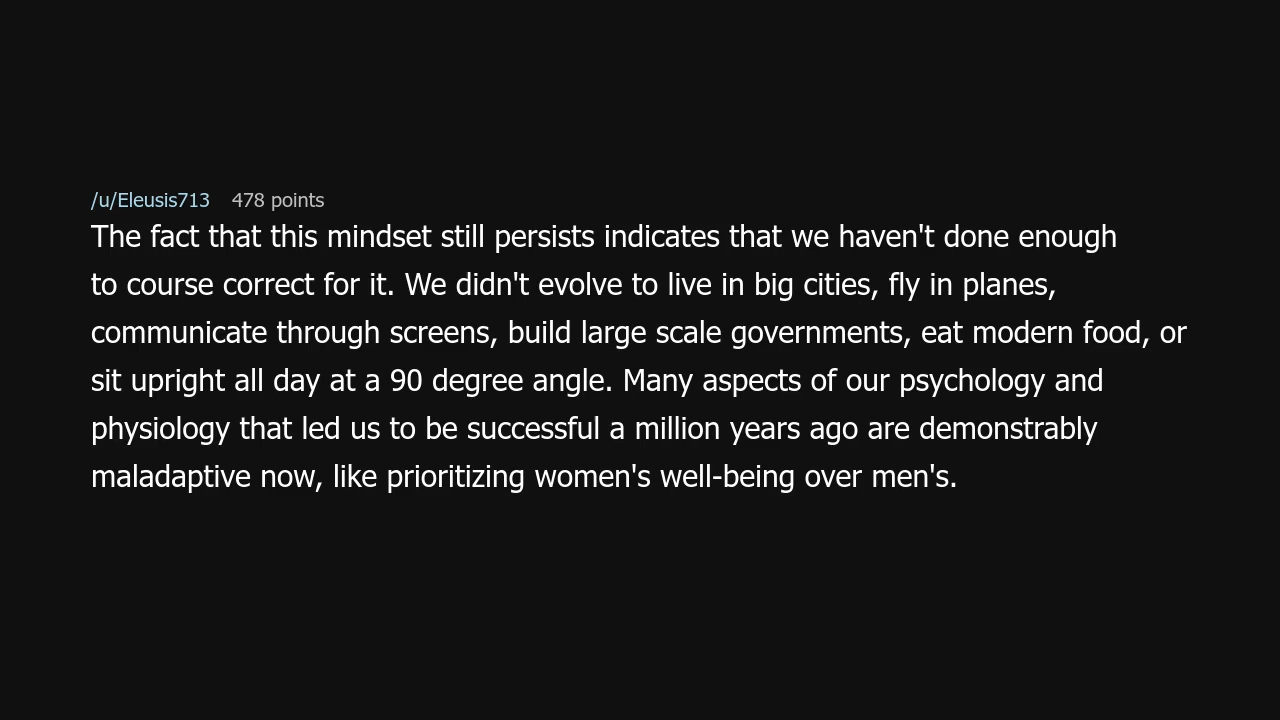 /u/Eleusis713 478 points
The fact that this mindset still persists indicates that we haven't done enough
to course correct for it. We didn't evolve to live in big cities, fly in planes,
communicate through screens, build large scale governments, eat modern food, or
sit upright all day at a 90 degree angle. Many aspects of our psychology and
physiology that led us to be successful a million years ago are demonstrably
maladaptive now, like prioritizing women's well-being over men's.